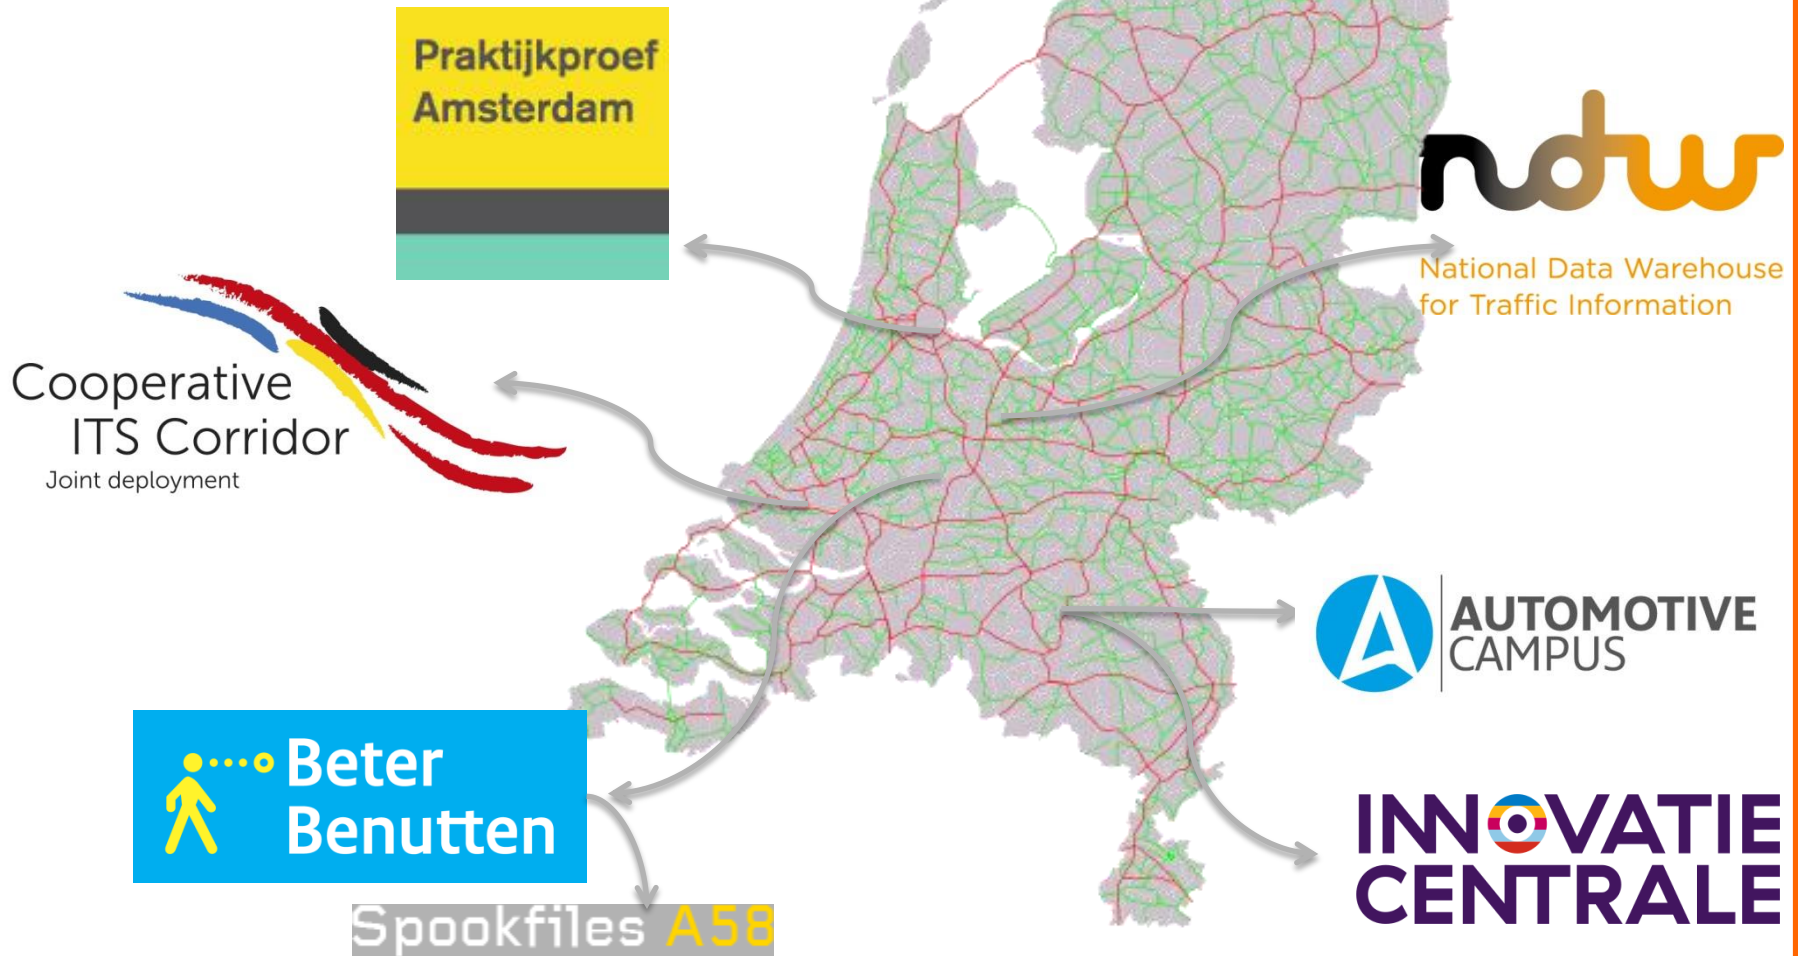 Praktijkproef
Amsterdam
ndw
National Data Warehouse
for Traffic Information
Cooperative
ITS Corridor
Joint deployment
AUTOMOTIVE
CAMPUS
Beter
Benutten
INNOVATIE
CENTRALE
Spookfiles A58